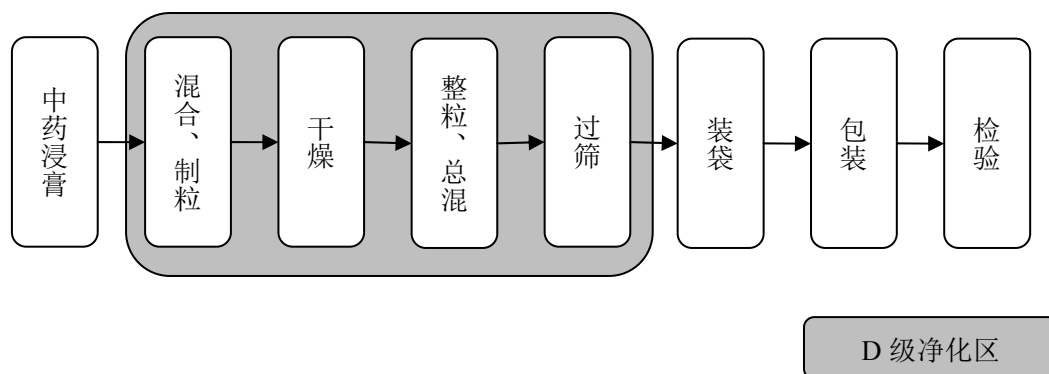 中药浸膏
混合、制粒
干燥
整粒、总混
过筛
装袋
包装
检验
D 级净化区